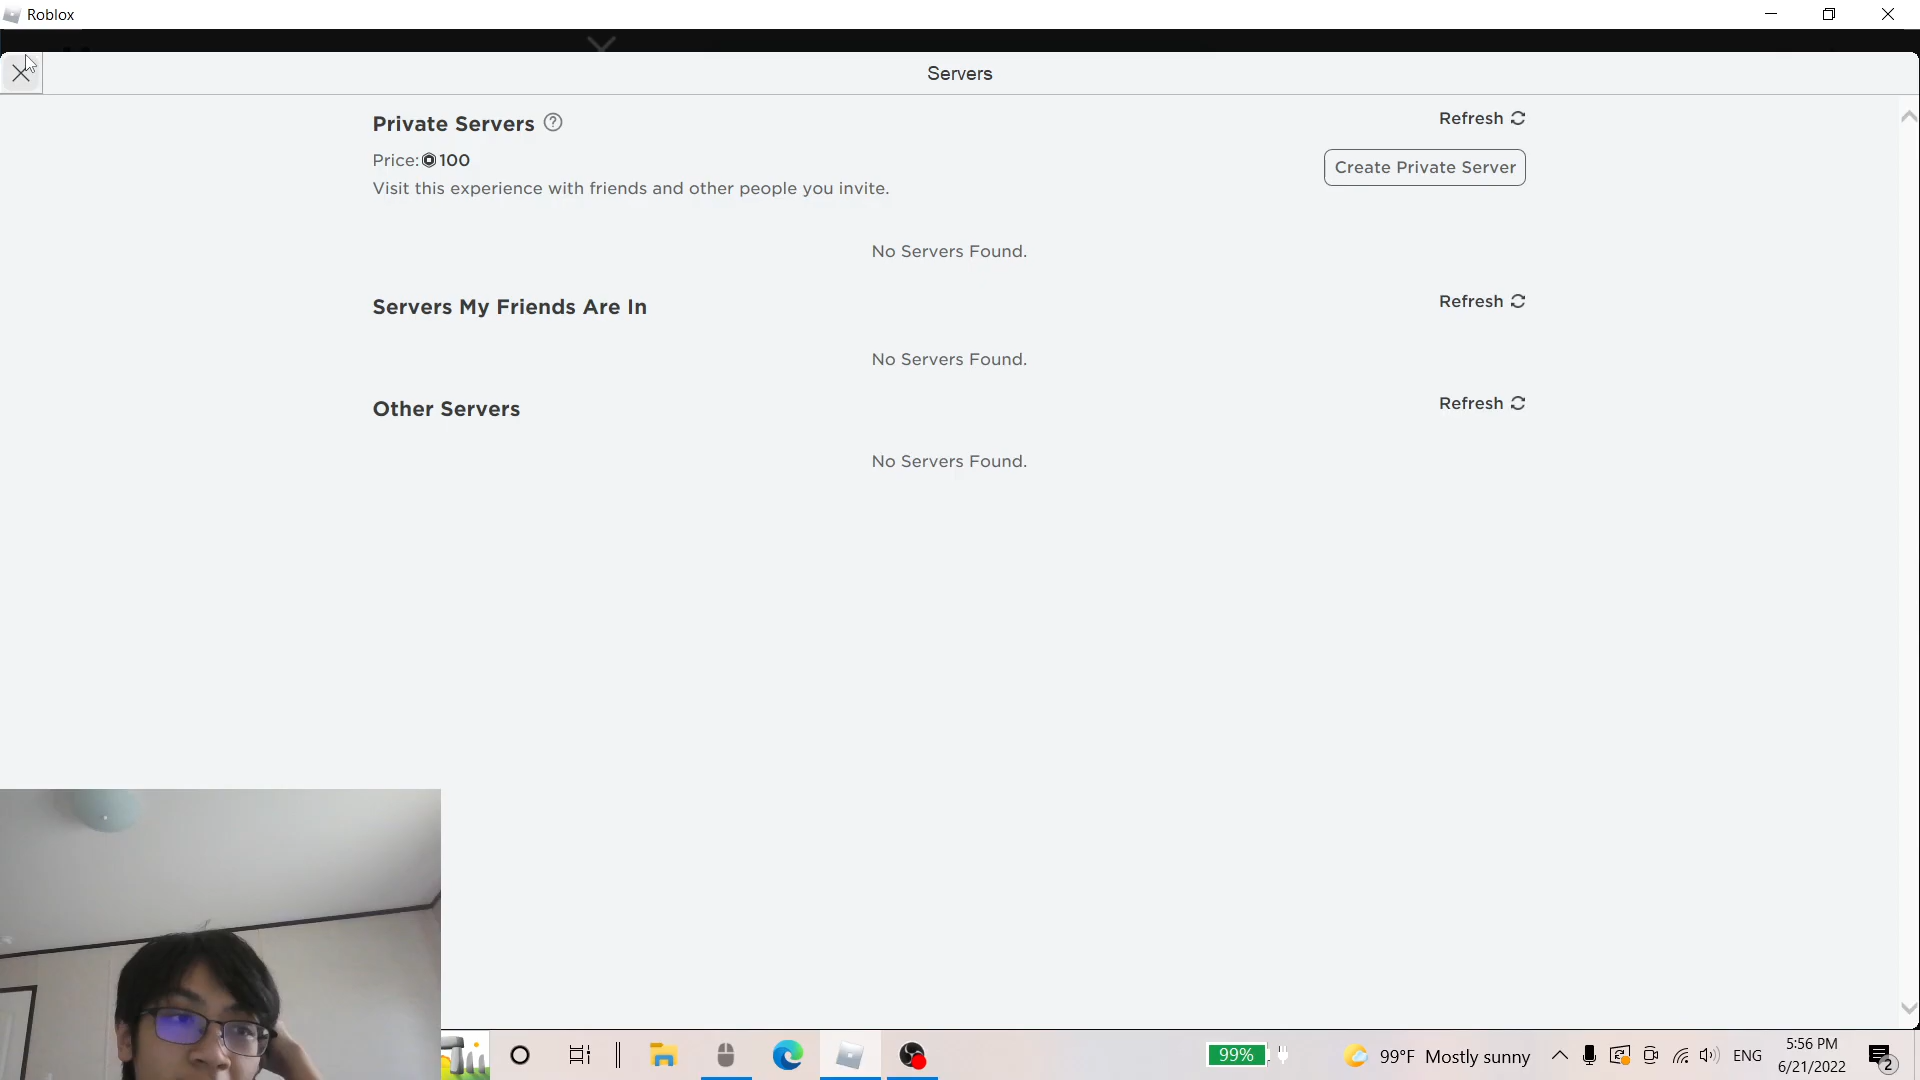 Roblox
Servers
Private Servers
Refresh
Price: 100
Create Private Server
Visit this experience with friends and other people you invite.
No Servers Found.
Servers My Friends Are In
Refresh
No Servers Found.
Other Servers
Refresh
No Servers Found.
99%
99°F Mostly sunny
ENG
5:56 PM
6/21/2022
2